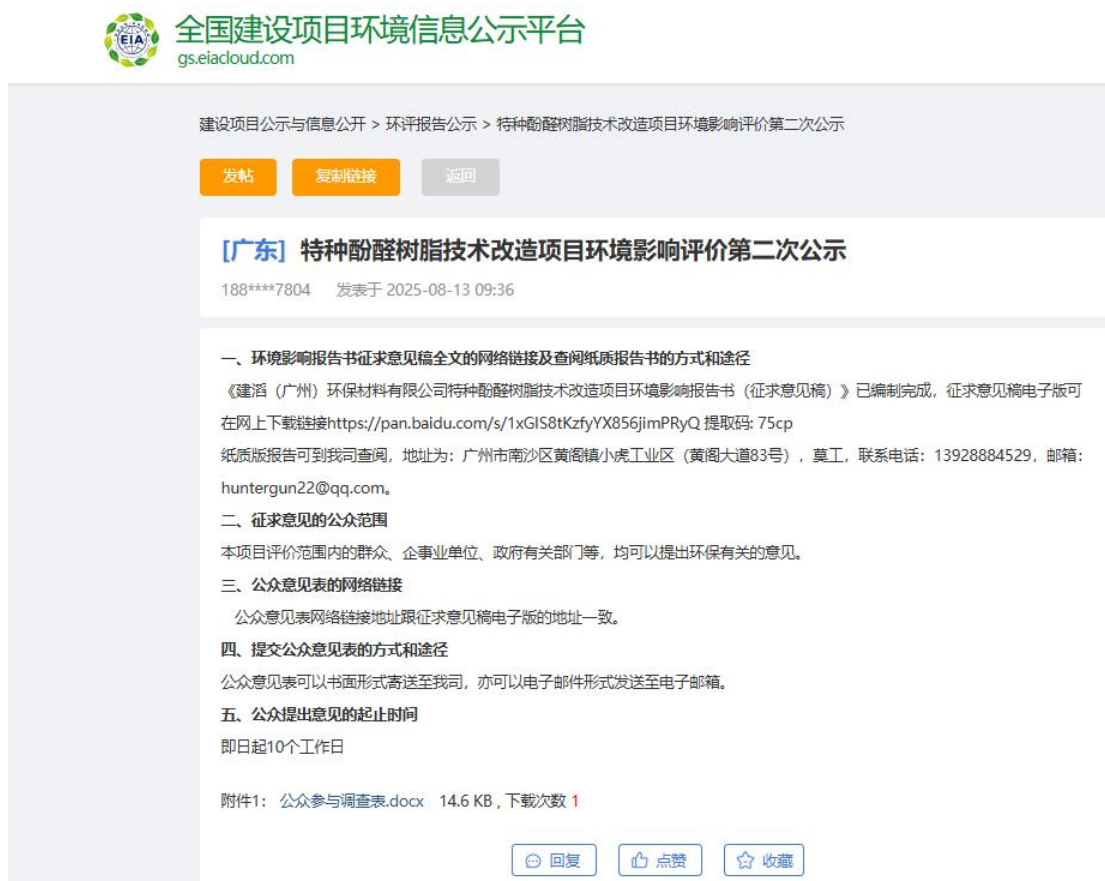 EIA
全国建设项目环境信息公示平台
gs.eiacloud.com
建设项目公示与信息公开 > 环评报告公示 > 特种酚醛树脂技术改造项目环境影响评价第二次公示
发帖 复制链接 返回
[广东] 特种酚醛树脂技术改造项目环境影响评价第二次公示
188****7804 发表于 2025-08-13 09:36
一、环境影响报告书征求意见稿全文的网络链接及查阅纸质报告书的方式和途径
《建滔（广州）环保材料有限公司特种酚醛树脂技术改造项目环境影响报告书（征求意见稿）》已编制完成，征求意见稿电子版可
在网上下载链接https://pan.baidu.com/s/1xGIS8tKzfyYX856jimPRyQ 提取码: 75cp
纸质版报告可到我司查阅，地址为：广州市南沙区黄阁镇小虎工业区（黄阁大道83号），莫工，联系电话：13928884529，邮箱：
huntergun22@qq.com。
二、征求意见的公众范围
本项目评价范围内的群众、企事业单位、政府有关部门等，均可以提出环保有关的意见。
三、公众意见表的网络链接
公众意见表网络链接地址跟征求意见稿电子版的地址一致。
四、提交公众意见表的方式和途径
公众意见表可以书面形式寄送至我司，亦可以电子邮件形式发送至电子邮箱。
五、公众提出意见的起止时间
即日起10个工作日
附件1： 公众参与调查表.docx 14.6 KB , 下载次数 1
回复 点赞 收藏